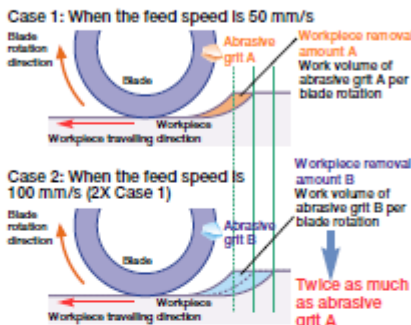 Case 1: When the feed speed is 50 mm/s
Blade
rotation
direction
Abrasive
grit A
Workpiece removal
amount A
Work volume of
abrasive grit A per
blade rotation
Blade
Workpiece
Workpiece travelling direction
Case 2: When the feed speed is
100 mm/s (2X Case 1)
Workpiece removal
amount B
Work volume of
abrasive grit B per
blade rotation
Blade
rotation
direction
Abrasive
grit B
Blade
Workpiece
Workpiece travelling direction
Twice as much
as abrasive
grit A